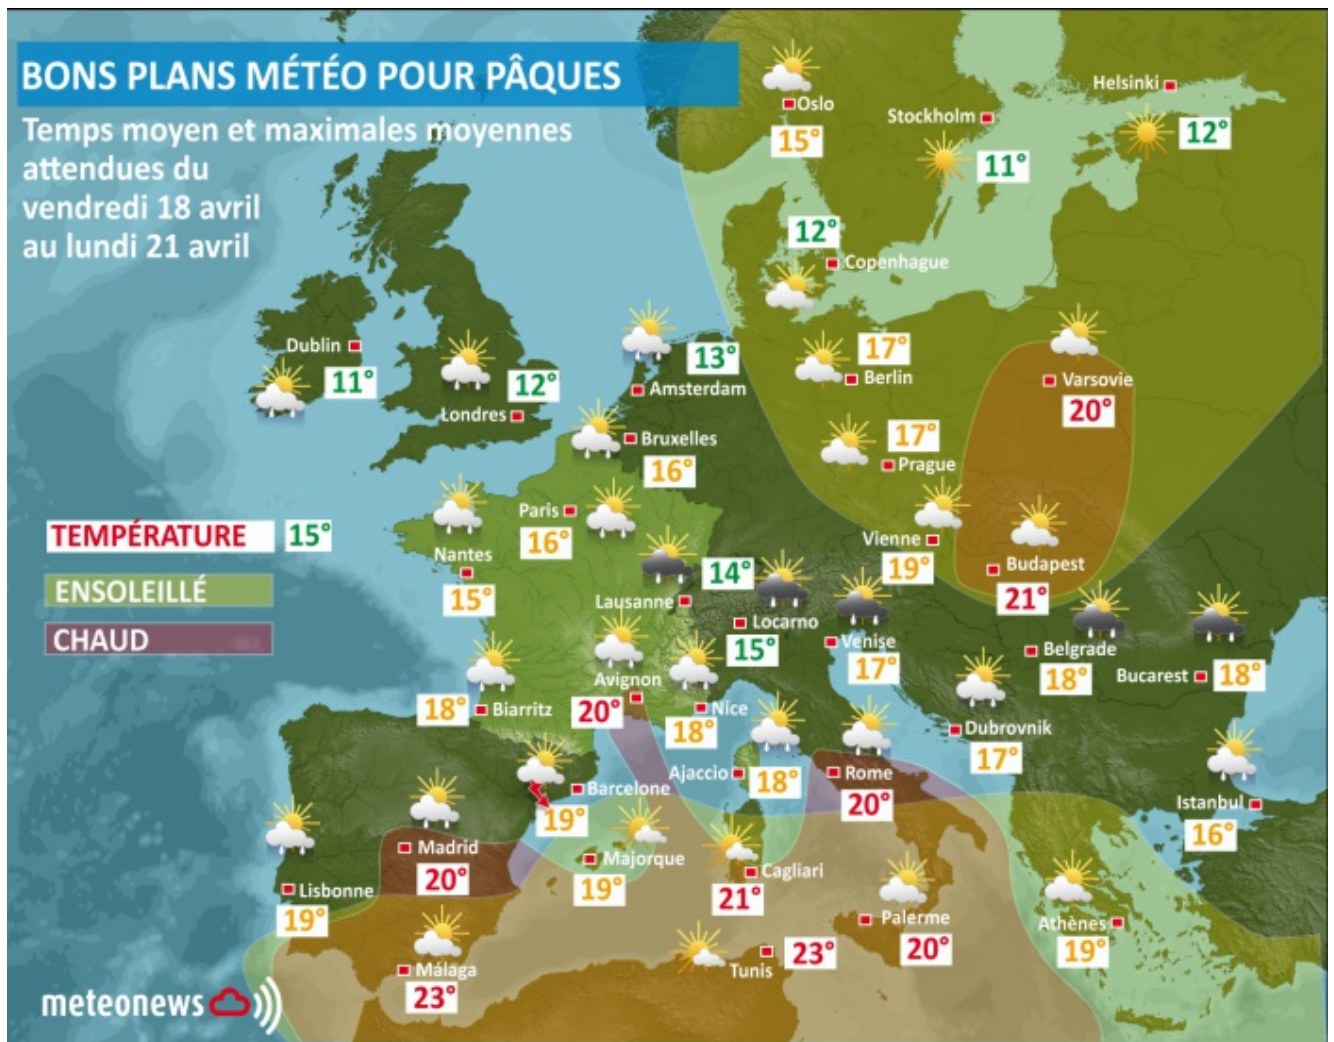 BONS PLANS MÉTÉO POUR PÂQUES
Temps moyen et maximales moyennes
attendues du
vendredi 18 avril
au lundi 21 avril
Oslo
15°
Helsinki
12°
Stockholm
11°
12°
Copenhague
Dublin
11°
Londres
12°
13°
Amsterdam
17°
Berlin
Varsovie
20°
Bruxelles
16°
17°
Prague
Paris
16°
Nantes
15°
Vienne
19°
Budapest
21°
TEMPÉRATURE 15°
ENSOLEILLÉ
CHAUD
14°
Lausanne
Locarno
15°
Venise
17°
Belgrade
18°
Bucarest 18°
Avignon
20°
18° Biarritz
Nice
18°
Dubrovnik
17°
Ajaccio 18°
Rome
20°
Barcelone
19°
Istanbul
16°
Madrid
20°
Majorque
19°
Cagliari
21°
Lisbonne
19°
Palerme
20°
Athènes
19°
Málaga
23°
Tunis 23°
meteonews